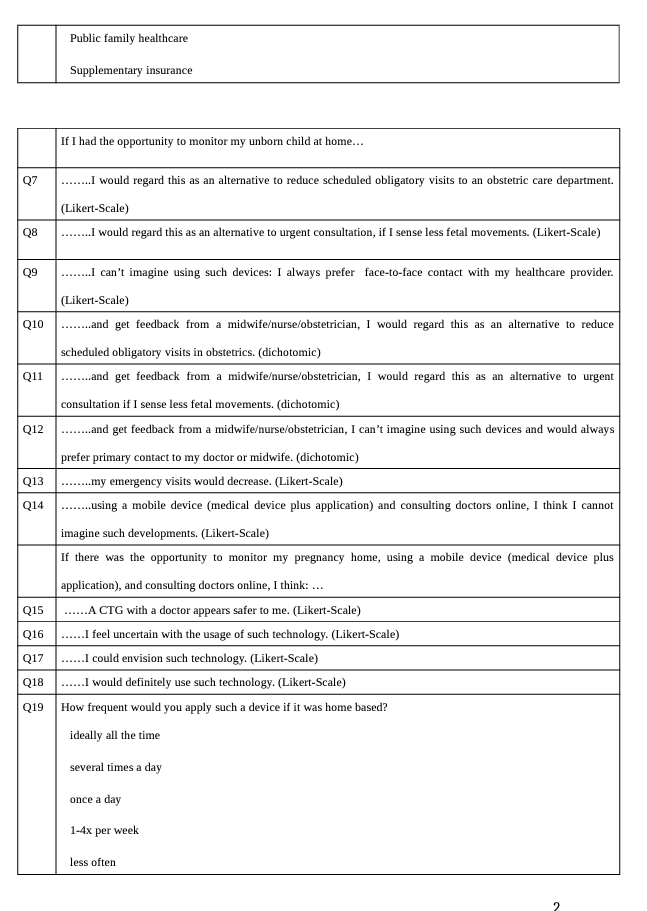 Public family healthcare
Supplementary insurance
If I had the opportunity to monitor my unborn child at home…
Q7 ……..I would regard this as an alternative to reduce scheduled obligatory visits to an obstetric care department.
(Likert-Scale)
Q8 ……..I would regard this as an alternative to urgent consultation, if I sense less fetal movements. (Likert-Scale)
Q9 ……..I can’t imagine using such devices: I always prefer face-to-face contact with my healthcare provider.
(Likert-Scale)
Q10 ……..and get feedback from a midwife/nurse/obstetrician, I would regard this as an alternative to reduce
scheduled obligatory visits in obstetrics. (dichotomic)
Q11 ……..and get feedback from a midwife/nurse/obstetrician, I would regard this as an alternative to urgent
consultation if I sense less fetal movements. (dichotomic)
Q12 ……..and get feedback from a midwife/nurse/obstetrician, I can’t imagine using such devices and would always
prefer primary contact to my doctor or midwife. (dichotomic)
Q13 ……..my emergency visits would decrease. (Likert-Scale)
Q14 ……..using a mobile device (medical device plus application) and consulting doctors online, I think I cannot
imagine such developments. (Likert-Scale)
If there was the opportunity to monitor my pregnancy home, using a mobile device (medical device plus
application), and consulting doctors online, I think: …
Q15 ……A CTG with a doctor appears safer to me. (Likert-Scale)
Q16 ……I feel uncertain with the usage of such technology. (Likert-Scale)
Q17 ……I could envision such technology. (Likert-Scale)
Q18 ……I would definitely use such technology. (Likert-Scale)
Q19 How frequent would you apply such a device if it was home based?
ideally all the time
several times a day
once a day
1-4x per week
less often
2